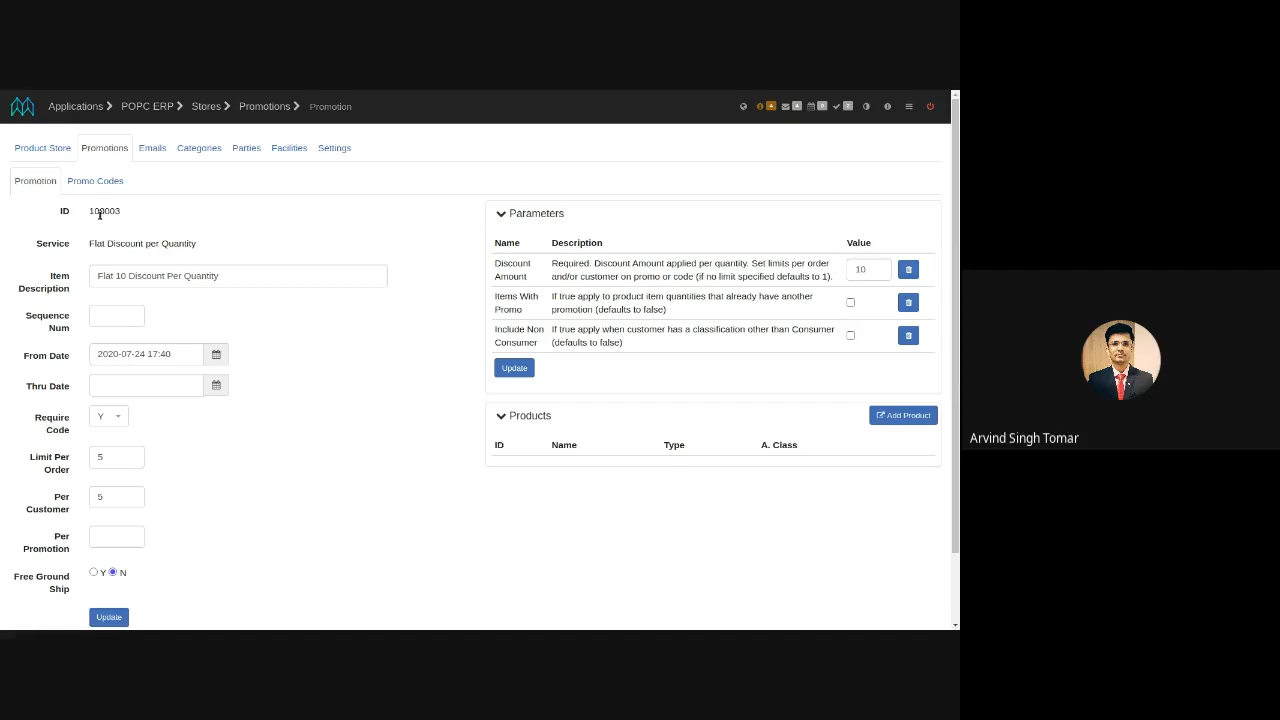 Applications POPC ERP Stores Promotions Promotion
Product Store Promotions Emails Categories Parties Facilities Settings
Promotion Promo Codes
ID 100003
Service Flat Discount per Quantity
Item Description Flat 10 Discount Per Quantity
Sequence Num
From Date 2020-07-24 17:40
Thru Date
Require Code Y
Limit Per Order 5
Per Customer 5
Per Promotion
Free Ground Ship Y N
Update
Parameters
Name Description Value
Discount Amount Required. Discount Amount applied per quantity. Set limits per order and/or customer on promo or code (if no limit specified defaults to 1). 10
Items With Promo If true apply to product item quantities that already have another promotion (defaults to false)
Include Non Consumer If true apply when customer has a classification other than Consumer (defaults to false)
Update
Products Add Product
ID Name Type A. Class
Arvind Singh Tomar